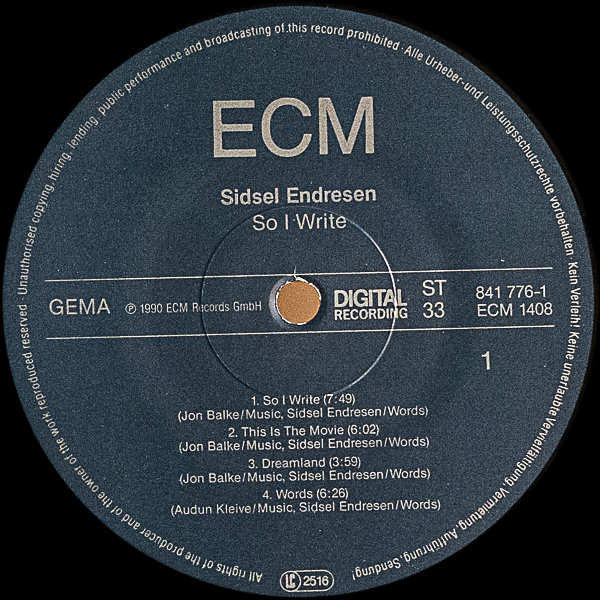 All rights of the producer and of the owner of the work reproduced reserved · Unauthorised copying, hiring, lending, public performance and broadcasting of this record prohibited · Alle Urheber-und Leistungsschutzrechte vorbehalten · Kein Verleih! Keine unerlaubte Vervielfältigung, Vermietung, Aufführung, Sendung!
ECM
Sidsel Endresen
So I Write
GEMA
℗ 1990 ECM Records GmbH
DIGITAL
RECORDING
ST
33
841 776-1
ECM 1408
1
1. So I Write (7:49)
(Jon Balke/Music, Sidsel Endresen/Words)
2. This Is The Movie (6:02)
(Jon Balke/Music, Sidsel Endresen/Words)
3. Dreamland (3:59)
(Jon Balke/Music, Sidsel Endresen/Words)
4. Words (6:26)
(Audun Kleive/Music, Sidsel Endresen/Words)
LC 2516